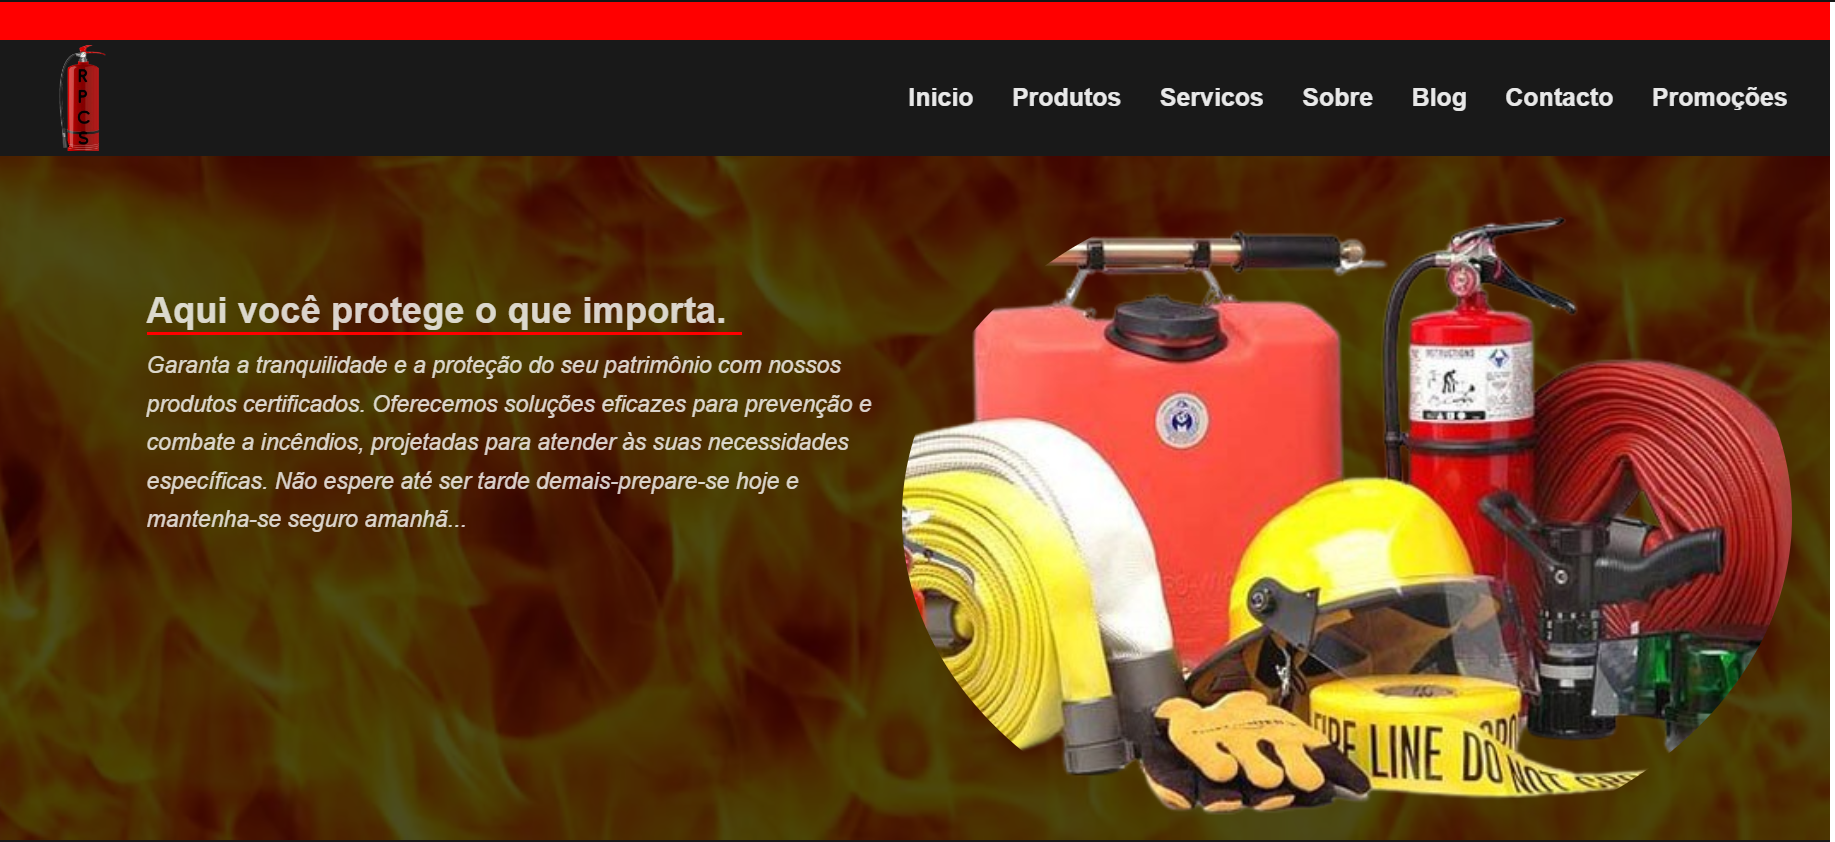 R
P
C
S
Inicio Produtos Servicos Sobre Blog Contacto Promoções
Aqui você protege o que importa.
Garanta a tranquilidade e a proteção do seu patrimônio com nossos
produtos certificados. Oferecemos soluções eficazes para prevenção e
combate a incêndios, projetadas para atender às suas necessidades
específicas. Não espere até ser tarde demais-prepare-se hoje e
mantenha-se seguro amanhã...
INSTRUCTIONS
FIRE LINE DO NOT